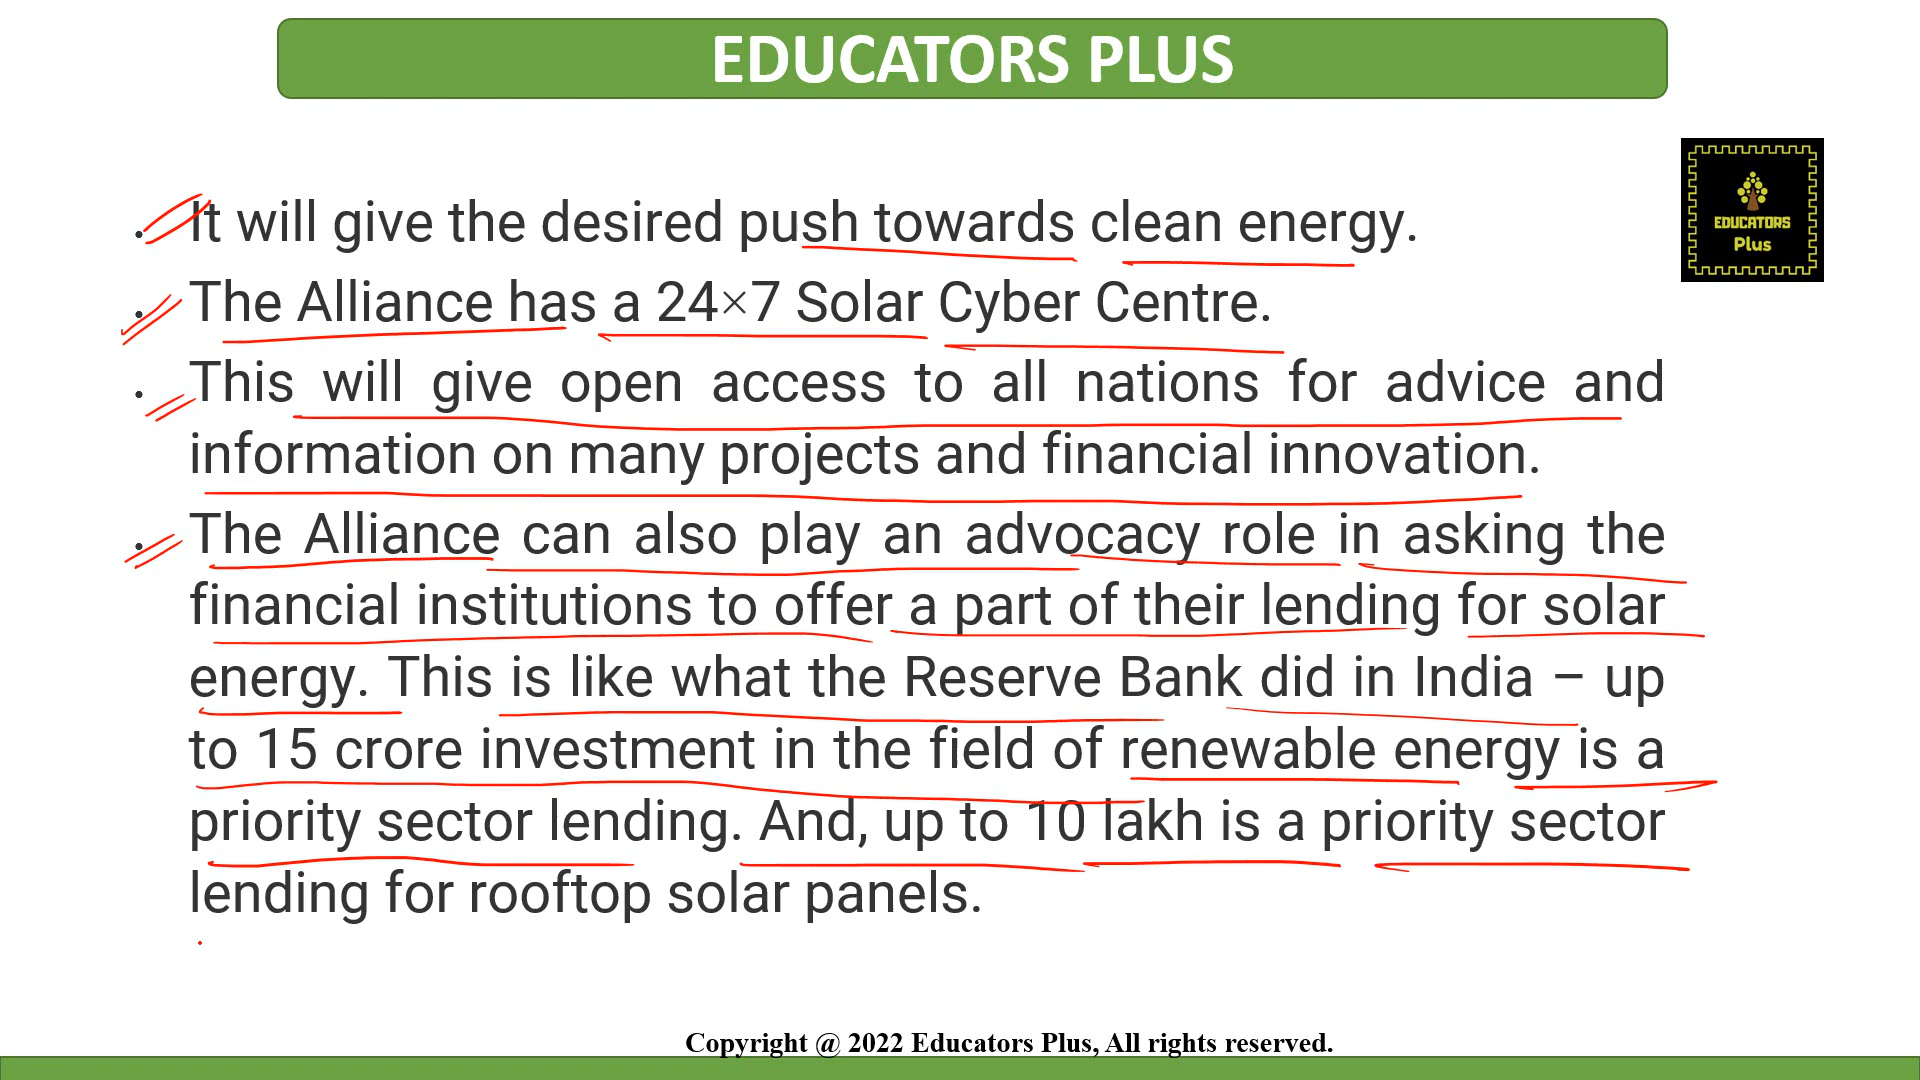 EDUCATORS PLUS
EDUCATORS
Plus
• It will give the desired push towards clean energy.
• The Alliance has a 24×7 Solar Cyber Centre.
• This will give open access to all nations for advice and
information on many projects and financial innovation.
• The Alliance can also play an advocacy role in asking the
financial institutions to offer a part of their lending for solar
energy. This is like what the Reserve Bank did in India – up
to 15 crore investment in the field of renewable energy is a
priority sector lending. And, up to 10 lakh is a priority sector
lending for rooftop solar panels.
Copyright @ 2022 Educators Plus, All rights reserved.